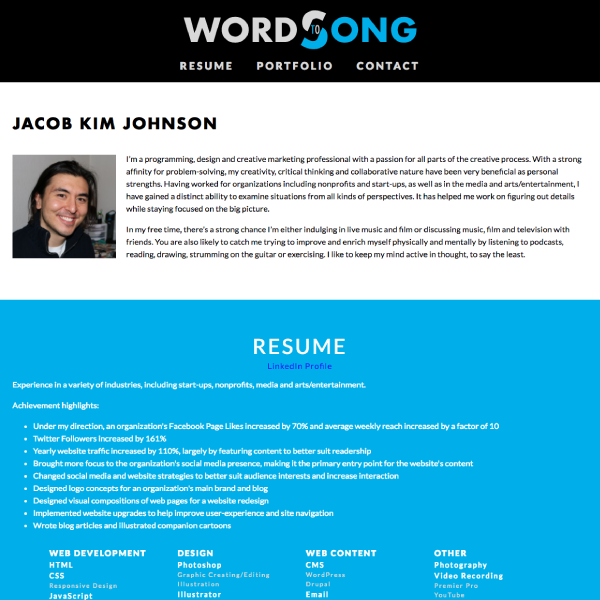 WORD TO SONG
RESUME PORTFOLIO CONTACT
JACOB KIM JOHNSON
I'm a programming, design and creative marketing professional with a passion for all parts of the creative process. With a strong
affinity for problem-solving, my creativity, critical thinking and collaborative nature have been very beneficial as personal
strengths. Having worked for organizations including nonprofits and start-ups, as well as in the media and arts/entertainment, I
have gained a distinct ability to examine situations from all kinds of perspectives. It has helped me work on figuring out details
while staying focused on the big picture.
In my free time, there's a strong chance I'm either indulging in live music and film or discussing music, film and television with
friends. You are also likely to catch me trying to improve and enrich myself physically and mentally by listening to podcasts,
reading, drawing, strumming on the guitar or exercising. I like to keep my mind active in thought, to say the least.
RESUME
LinkedIn Profile
Experience in a variety of industries, including start-ups, nonprofits, media and arts/entertainment.
Achievement highlights:
• Under my direction, an organization's Facebook Page Likes increased by 70% and average weekly reach increased by a factor of 10
• Twitter Followers increased by 161%
• Yearly website traffic increased by 110%, largely by featuring content to better suit readership
• Brought more focus to the organization's social media presence, making it the primary entry point for the website's content
• Changed social media and website strategies to better suit audience interests and increase interaction
• Designed logo concepts for an organization's main brand and blog
• Designed visual compositions of web pages for a website redesign
• Implemented website upgrades to help improve user-experience and site navigation
• Wrote blog articles and illustrated companion cartoons
WEB DEVELOPMENT
HTML
CSS
Responsive Design
JavaScript
DESIGN
Photoshop
Graphic Creating/Editing
Illustration
Illustrator
WEB CONTENT
CMS
WordPress
Drupal
Email
OTHER
Photography
Video Recording
Premier Pro
YouTube